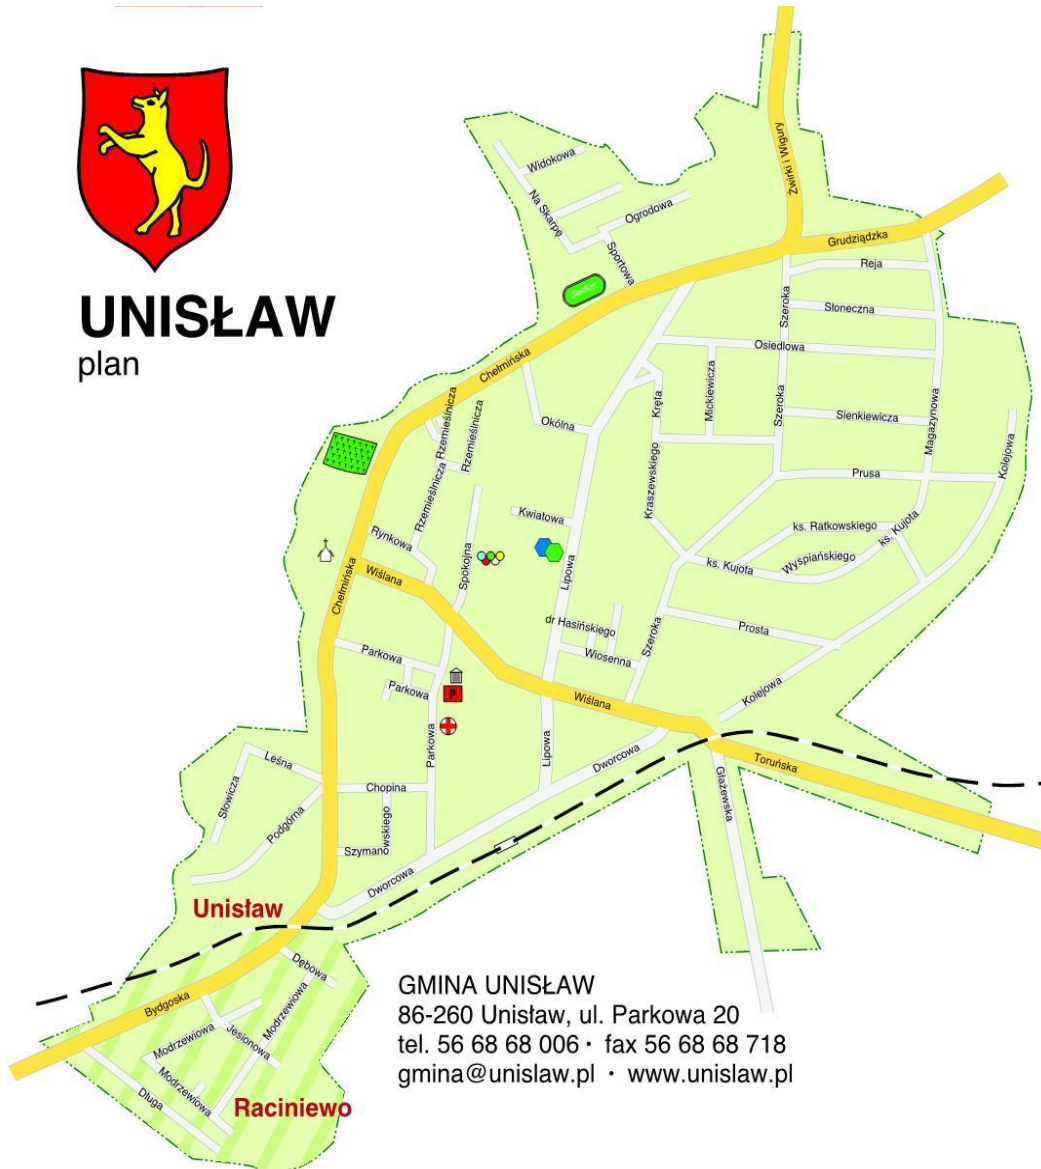 UNISŁAW
plan
Żwirki i Wigury
Widokowa
Na Skarpę
Ogrodowa
Sportowa
Grudziądzka
Reja
Stadion
Szeroka
Słoneczna
Osiedlowa
Chełmińska
Mickiewicza
Kręta
Szeroka
Sienkiewicza
Magazynowa
Kolejowa
Rzemieślnicza
Rzemieślnicza
Okólna
Rzemieślnicza
Kraszewskiego
Prusa
Kwiatowa
Rynkowa
ks. Ratkowskiego
ks. Kujota
Wyspiańskiego
ks. Kujota
Chełmińska
Wiślana
Spokojna
Lipowa
dr Hasińskiego
Szeroka
Prosta
Parkowa
Wiosenna
Parkowa
P
Wiślana
Kolejowa
Parkowa
Lipowa
Dworcowa
Toruńska
Leśna
Słowicza
Chopina
Głażewska
Podgórna
Szymano
wskiego
Dworcowa
Unisław
Dębowa
Bydgoska
Modrzewiowa
Modrzewiowa
Jesionowa
Modrzewiowa
Długa
Raciniewo
GMINA UNISŁAW
86-260 Unisław, ul. Parkowa 20
tel. 56 68 68 006 · fax 56 68 68 718
gmina@unislaw.pl · www.unislaw.pl